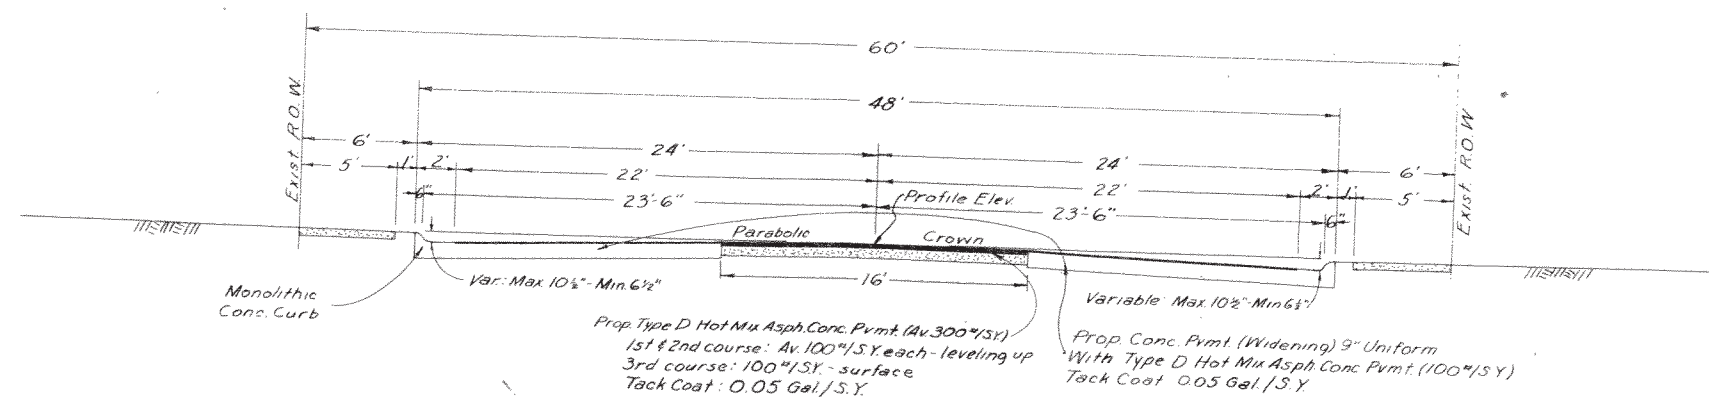 60'
48'
Exist. R.O.W.
Exist. R.O.W.
6'
24'
24'
6'
5'
1'
2'
22'
22'
2'
1'
5'
6"
23'-6"
Profile Elev.
23'-6"
6"
Parabolic
Crown
16'
Var. Max. 10½"-Min. 6½"
Variable Max. 10½"-Min 6½"
Monolithic
Conc. Curb
Prop. Type D Hot Mix Asph. Conc. Pvmt. (Av. 300#/S.Y.)
1st & 2nd course: Av. 100#/S.Y. each - leveling up
3rd course: 100#/S.Y. - surface
Tack Coat: 0.05 Gal./S.Y.
Prop. Conc. Pvmt. (Widening) 9" Uniform
With Type D Hot Mix Asph. Conc Pvmt. (100#/S.Y)
Tack Coat 0.05 Gal./S.Y.